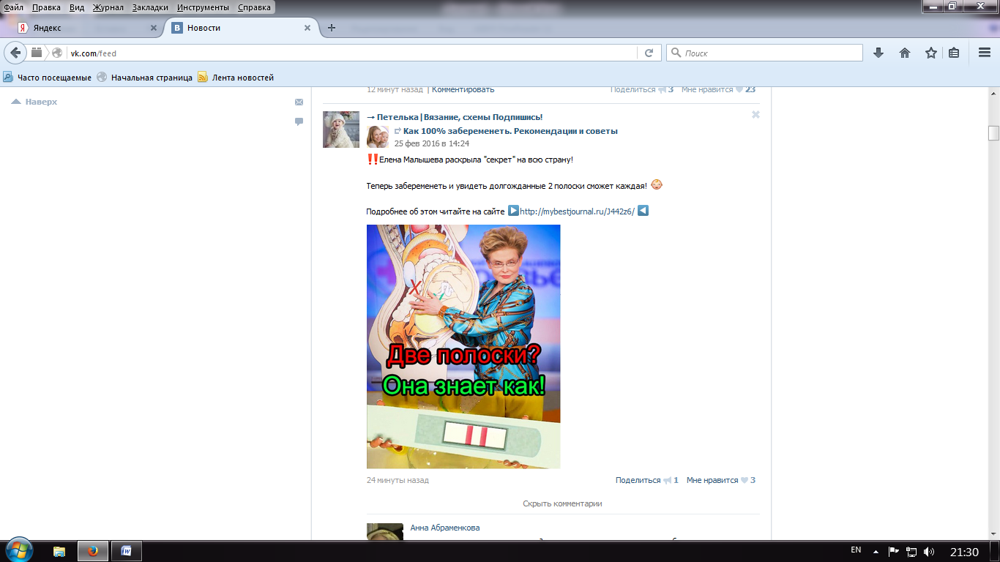 Файл Правка Вид Журнал Закладки Инструменты Справка
Яндекс
Новости
vk.com/feed
Поиск
Часто посещаемые Начальная страница Лента новостей
Наверх
12 минут назад | Комментировать Поделиться 3 Мне нравится 23
→ Петелька|Вязание, схемы Подпишись!
Как 100% забеременеть. Рекомендации и советы
25 фев 2016 в 14:24
‼Елена Малышева раскрыла "секрет" на всю страну!
Теперь забеременеть и увидеть долгожданные 2 полоски сможет каждая!
Подробнее об этом читайте на сайте ▶http://mybestjournal.ru/J442z6/ ◀
Две полоски?
Она знает как!
24 минуты назад Поделиться 1 Мне нравится 3
Скрыть комментарии
Анна Абраменкова
EN 21:30